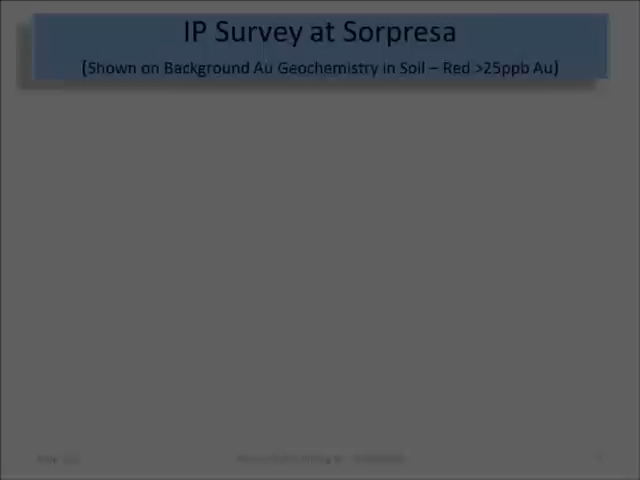 IP Survey at Sorpresa
(Shown on Background Au Geochemistry in Soil – Red >25ppb Au)